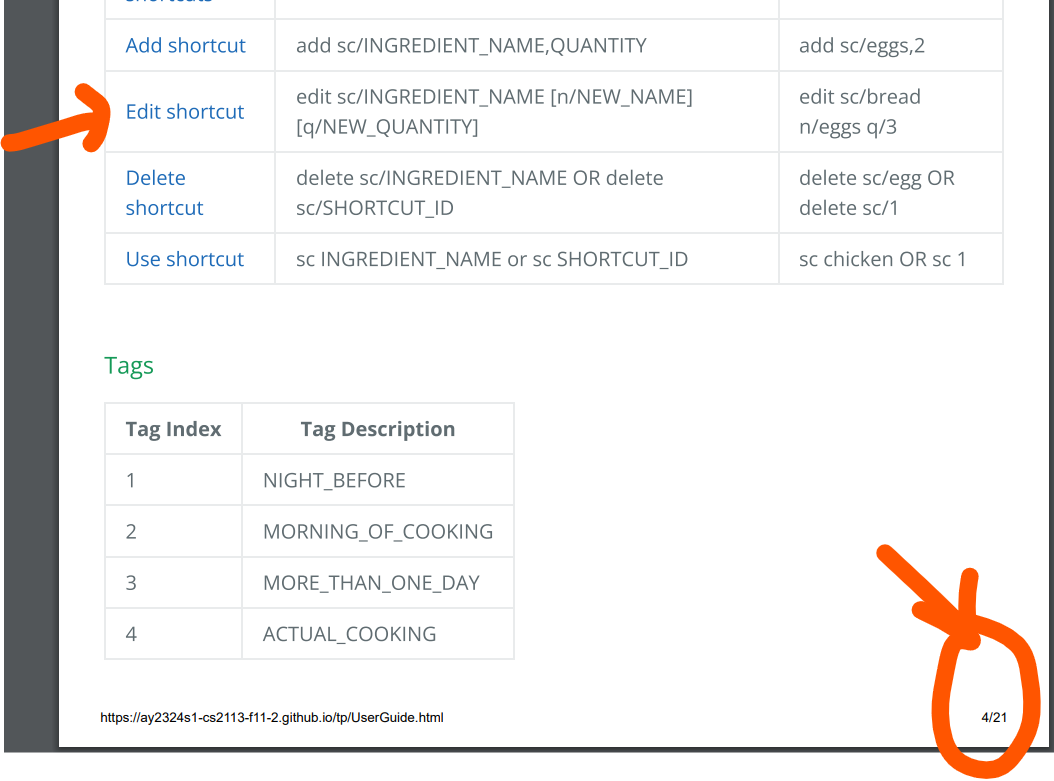 Add shortcut add sc/INGREDIENT_NAME,QUANTITY add sc/eggs,2
Edit shortcut edit sc/INGREDIENT_NAME [n/NEW_NAME] [q/NEW_QUANTITY] edit sc/bread n/eggs q/3
Delete shortcut delete sc/INGREDIENT_NAME OR delete sc/SHORTCUT_ID delete sc/egg OR delete sc/1
Use shortcut sc INGREDIENT_NAME or sc SHORTCUT_ID sc chicken OR sc 1
Tags
Tag Index Tag Description
1 NIGHT_BEFORE
2 MORNING_OF_COOKING
3 MORE_THAN_ONE_DAY
4 ACTUAL_COOKING
https://ay2324s1-cs2113-f11-2.github.io/tp/UserGuide.html 4/21